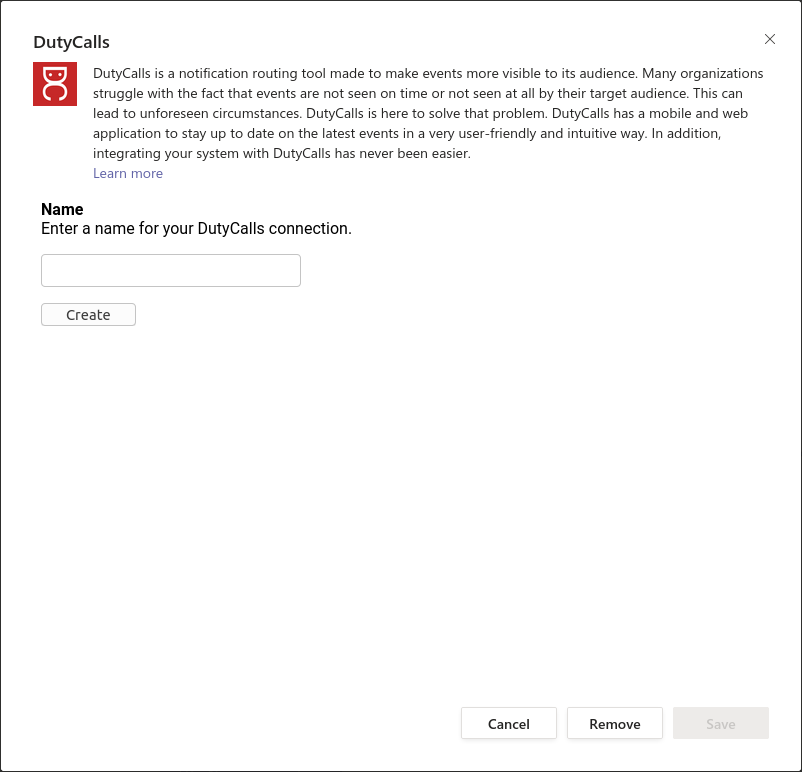 DutyCalls
DutyCalls is a notification routing tool made to make events more visible to its audience. Many organizations
struggle with the fact that events are not seen on time or not seen at all by their target audience. This can
lead to unforeseen circumstances. DutyCalls is here to solve that problem. DutyCalls has a mobile and web
application to stay up to date on the latest events in a very user-friendly and intuitive way. In addition,
integrating your system with DutyCalls has never been easier.
Learn more
Name
Enter a name for your DutyCalls connection.
Create
Cancel
Remove
Save